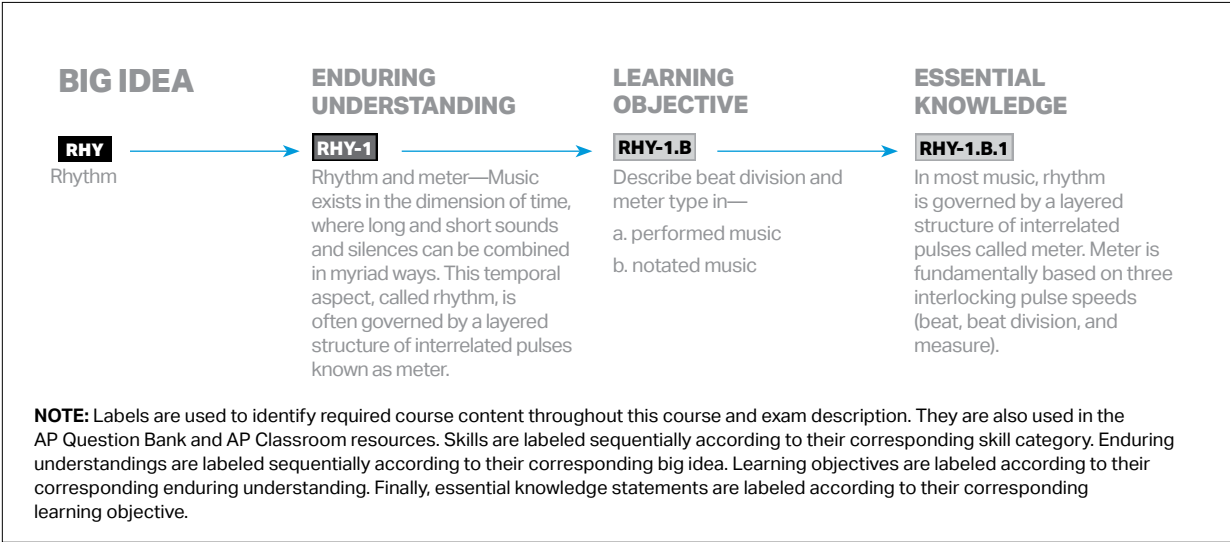 BIG IDEA
RHY
Rhythm
ENDURING
UNDERSTANDING
RHY-1
Rhythm and meter—Music
exists in the dimension of time,
where long and short sounds
and silences can be combined
in myriad ways. This temporal
aspect, called rhythm, is
often governed by a layered
structure of interrelated pulses
known as meter.
LEARNING
OBJECTIVE
RHY-1.B
Describe beat division and
meter type in—
a. performed music
b. notated music
ESSENTIAL
KNOWLEDGE
RHY-1.B.1
In most music, rhythm
is governed by a layered
structure of interrelated
pulses called meter. Meter is
fundamentally based on three
interlocking pulse speeds
(beat, beat division, and
measure).
NOTE: Labels are used to identify required course content throughout this course and exam description. They are also used in the
AP Question Bank and AP Classroom resources. Skills are labeled sequentially according to their corresponding skill category. Enduring
understandings are labeled sequentially according to their corresponding big idea. Learning objectives are labeled according to their
corresponding enduring understanding. Finally, essential knowledge statements are labeled according to their corresponding
learning objective.